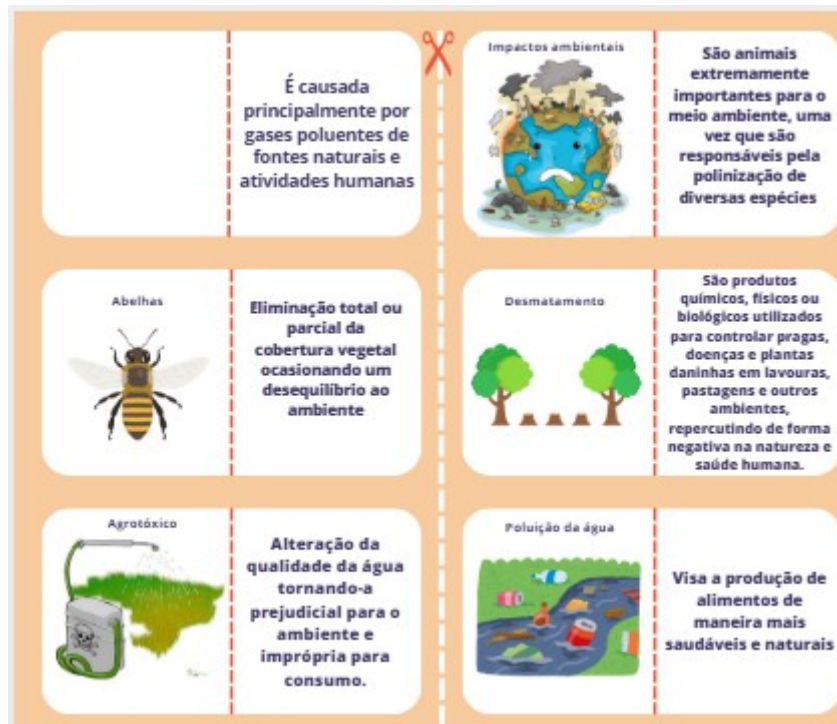 É causada
principalmente por
gases poluentes de
fontes naturais e
atividades humanas
Impactos ambientais
São animais
extremamente
importantes para o
meio ambiente, uma
vez que são
responsáveis pela
polinização de
diversas espécies
Abelhas
Eliminação total ou
parcial da
cobertura vegetal
ocasionando um
desequilíbrio ao
ambiente
Desmatamento
São produtos
químicos, físicos ou
biológicos utilizados
para controlar pragas,
doenças e plantas
daninhas em lavouras,
pastagens e outros
ambientes,
repercutindo de forma
negativa na natureza e
saúde humana.
Agrotóxico
Alteração da
qualidade da água
tornando-a
prejudicial para o
ambiente e
imprópria para
consumo.
Poluição da água
Visa a produção de
alimentos de
maneira mais
saudáveis e naturais